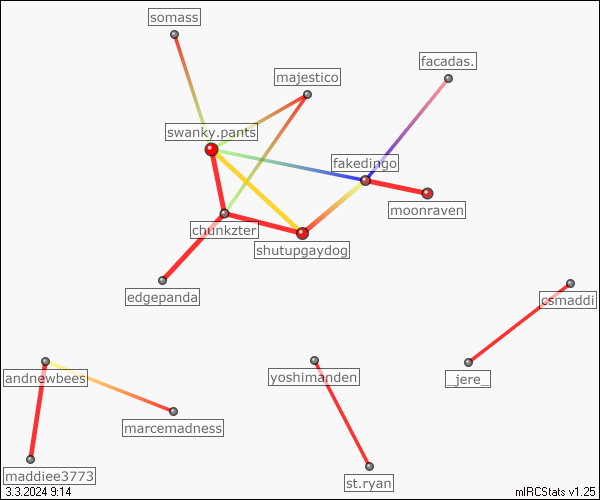 somass
majestico
facadas.
swanky.pants
fakedingo
moonraven
chunkzter
shutupgaydog
edgepanda
csmaddi
andnewbees
yoshimanden
_jere_
marcemadness
maddiee3773
st.ryan
3.3.2024 9:14
mIRCStats v1.25